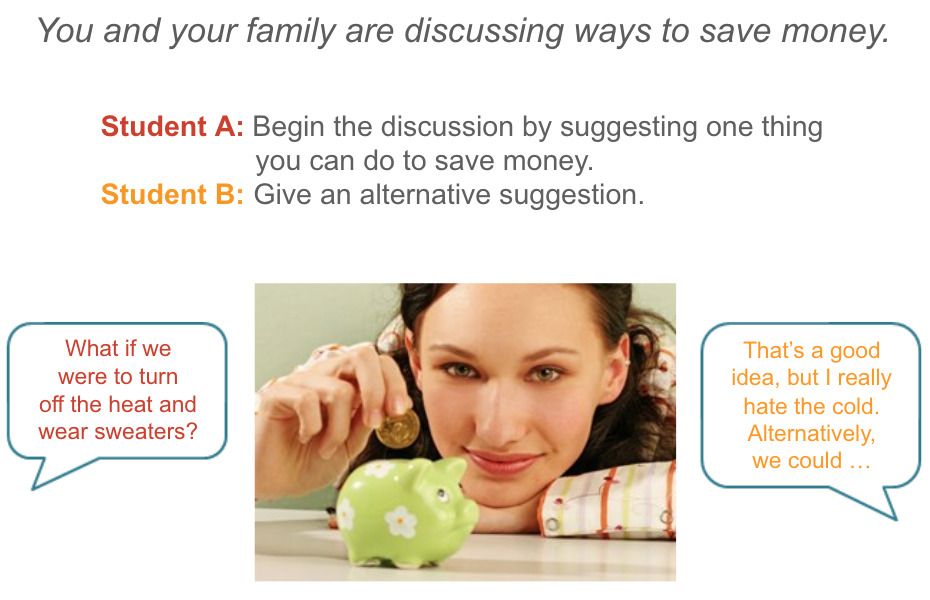 You and your family are discussing ways to save money.
Student A: Begin the discussion by suggesting one thing
you can do to save money.
Student B: Give an alternative suggestion.
What if we
were to turn
off the heat and
wear sweaters?
That’s a good
idea, but I really
hate the cold.
Alternatively,
we could …